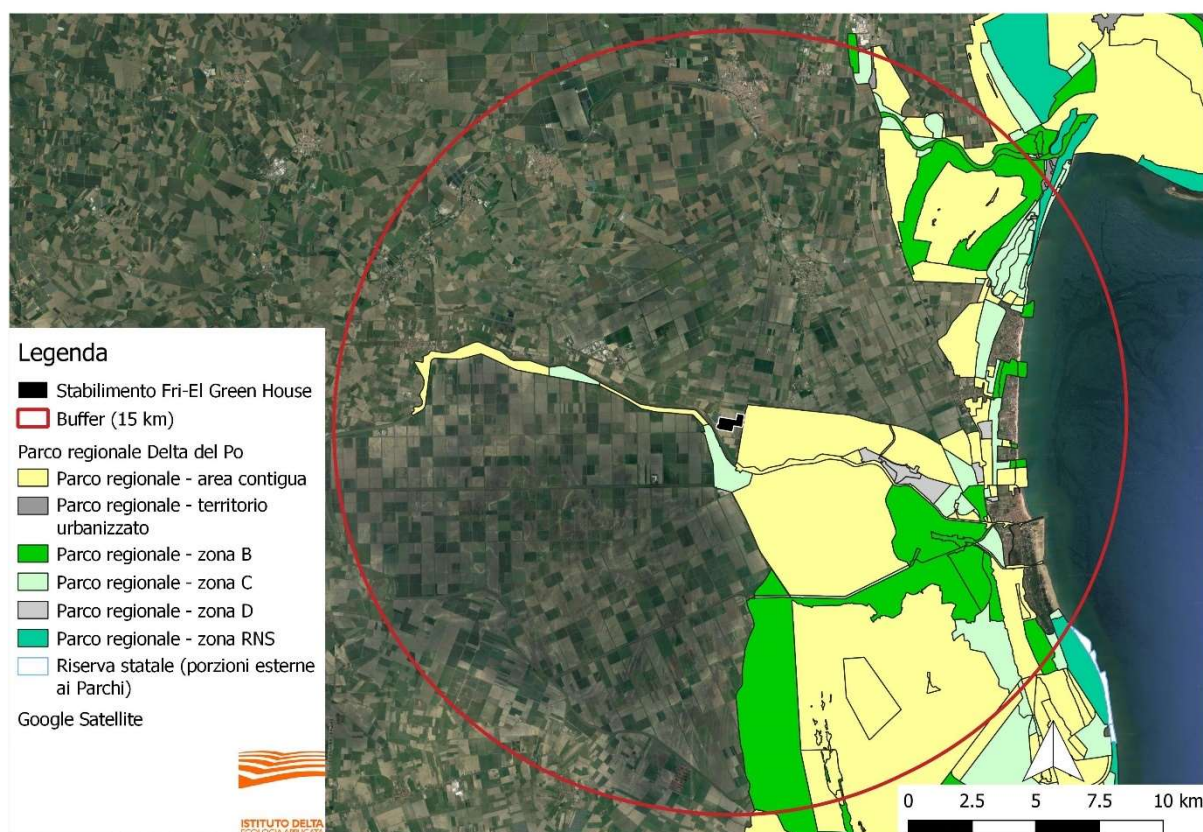 Legenda
Stabilimento Fri-El Green House
Buffer (15 km)
Parco regionale Delta del Po
Parco regionale - area contigua
Parco regionale - territorio
urbanizzato
Parco regionale - zona B
Parco regionale - zona C
Parco regionale - zona D
Parco regionale - zona RNS
Riserva statale (porzioni esterne
ai Parchi)
Google Satellite
ISTITUTO DELTA
ECOLOGIA APPLICATA
0 2.5 5 7.5 10 km